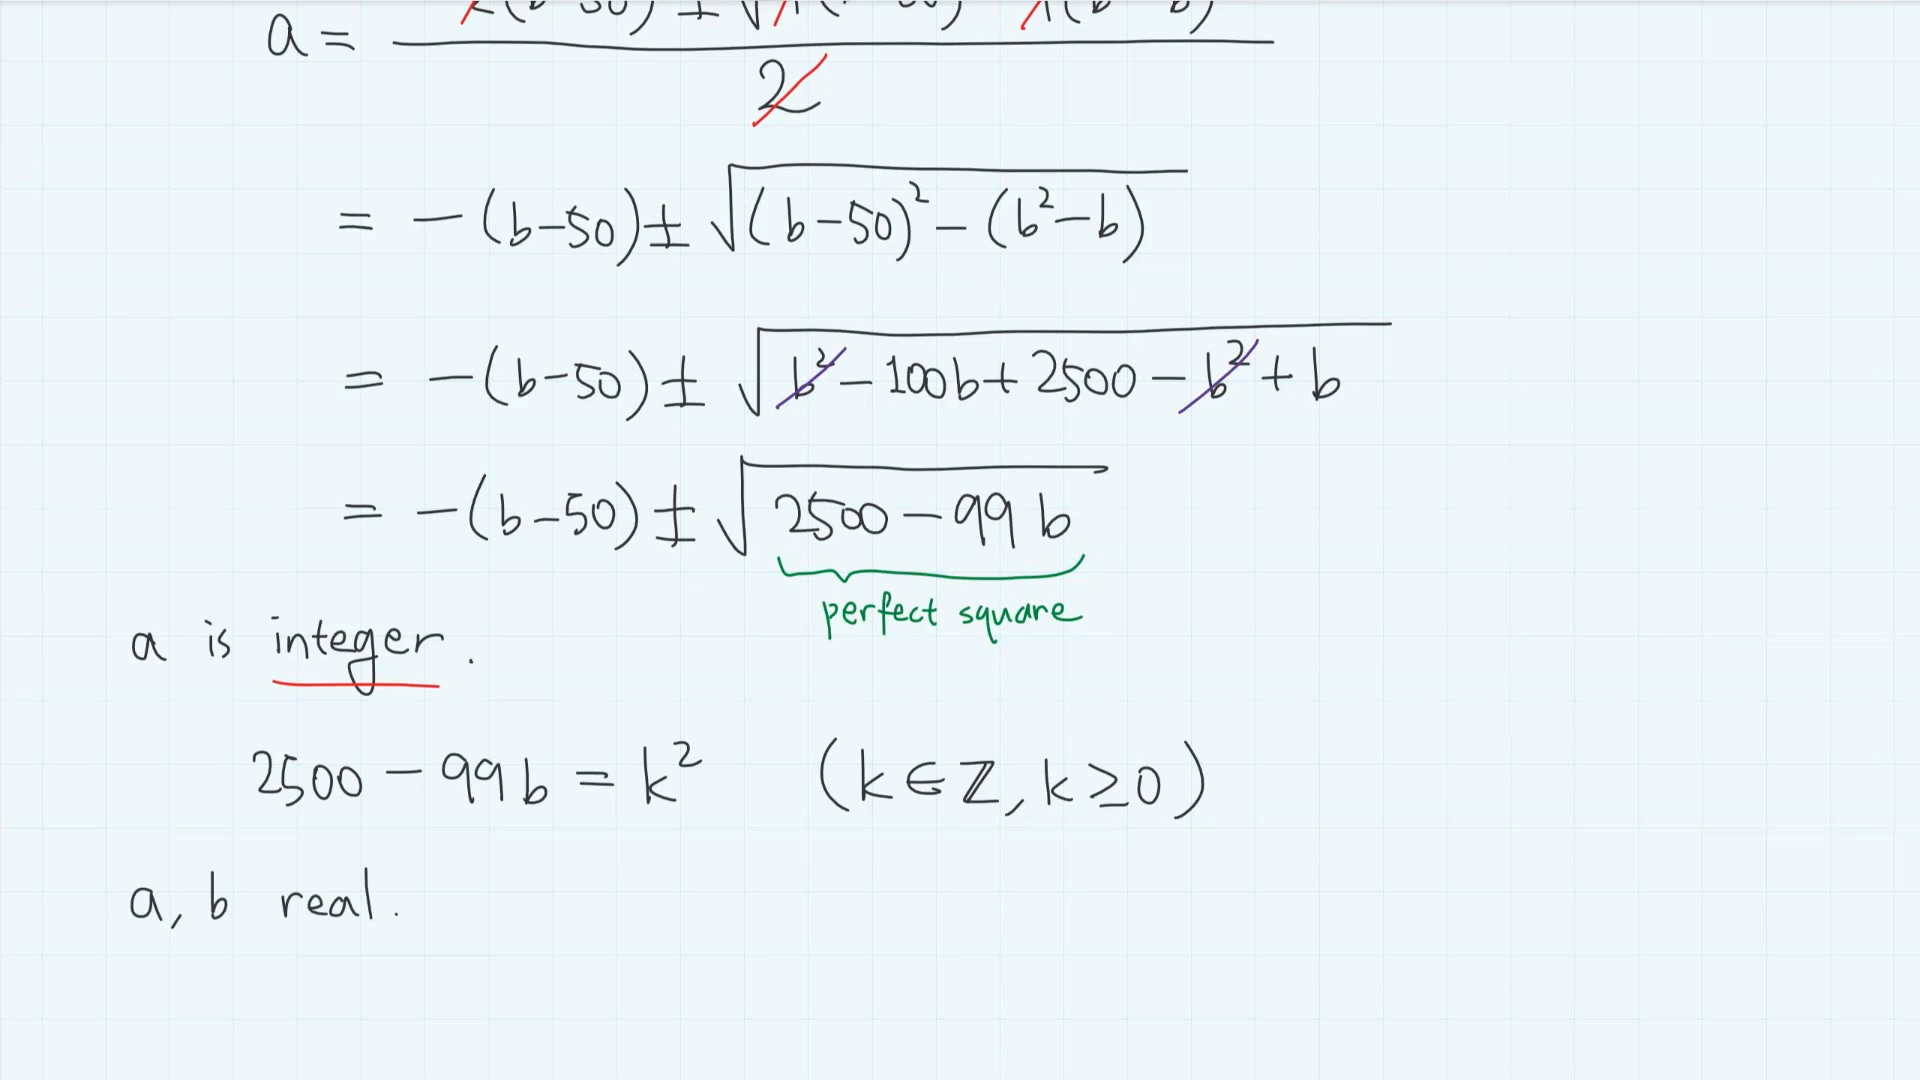 a =
2
= -(b-50) ± √(b-50)² - (b²-b)
= -(b-50) ± √b² - 100b + 2500 - b² + b
= -(b-50) ± √2500 - 99b
perfect square
a is integer.
2500 - 99b = k² (k∈ℤ, k≥0)
a, b real.